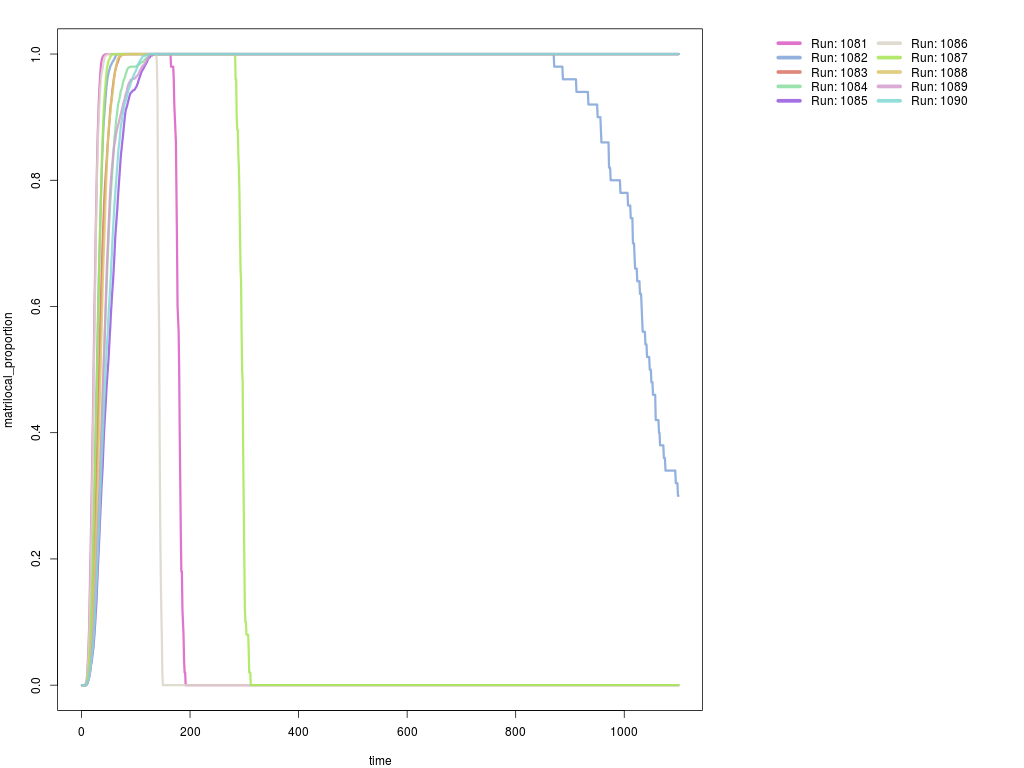 Run: 1081 Run: 1086
Run: 1082 Run: 1087
Run: 1083 Run: 1088
Run: 1084 Run: 1089
Run: 1085 Run: 1090
matrilocal_proportion
1.0
0.8
0.6
0.4
0.2
0.0
0 200 400 600 800 1000
time